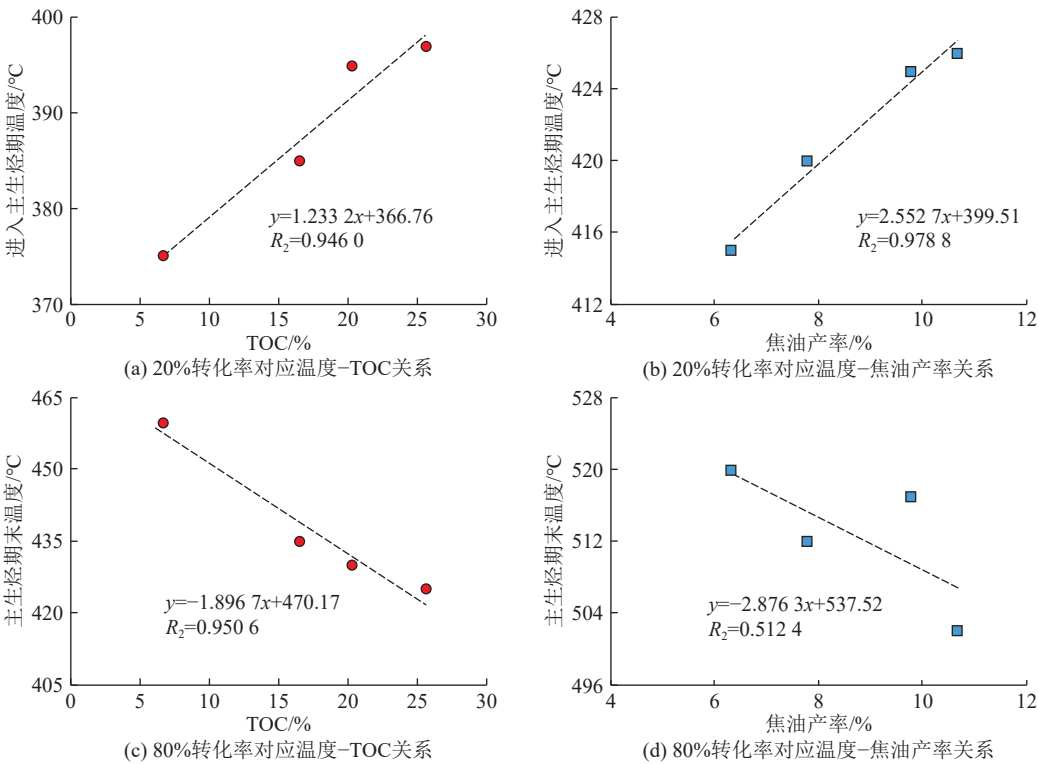 400
390
380
370
进入主生烃期温度/℃
y=1.233 2x+366.76
R2=0.946 0
0 5 10 15 20 25 30
TOC/%
(a) 20%转化率对应温度−TOC关系
428
424
420
416
412
进入主生烃期温度/℃
y=2.552 7x+399.51
R2=0.978 8
4 6 8 10 12
焦油产率/%
(b) 20%转化率对应温度−焦油产率关系
465
450
435
420
405
主生烃期末温度/℃
y=−1.896 7x+470.17
R2=0.950 6
0 5 10 15 20 25 30
TOC/%
(c) 80%转化率对应温度−TOC关系
528
520
512
504
496
主生烃期末温度/℃
y=−2.876 3x+537.52
R2=0.512 4
4 6 8 10 12
焦油产率/%
(d) 80%转化率对应温度−焦油产率关系